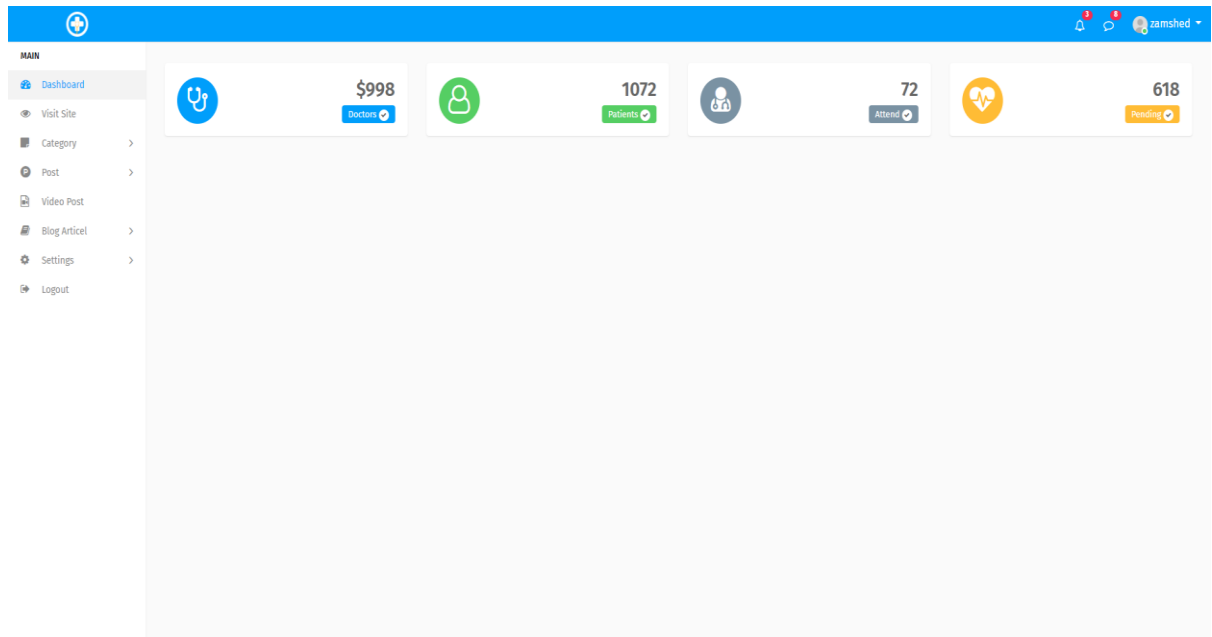 3 8 zamshed
MAIN
Dashboard
Visit Site
Category
Post
Video Post
Blog Articel
Settings
Logout
$998
Doctors
1072
Patients
72
Attend
618
Pending